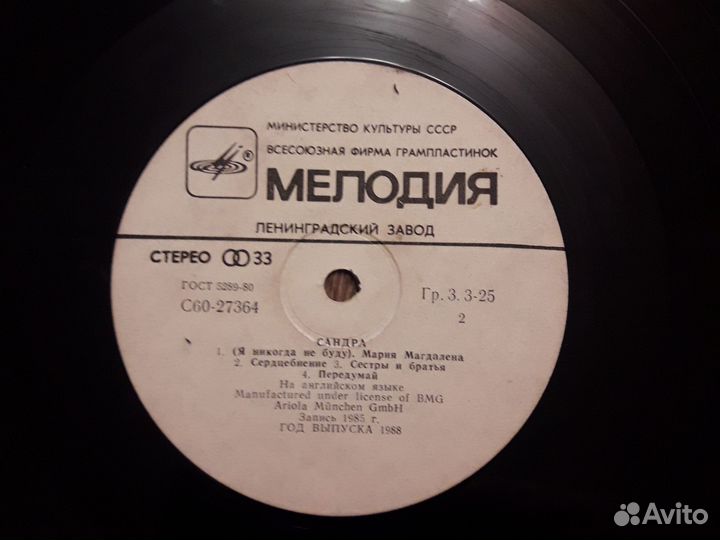 МИНИСТЕРСТВО КУЛЬТУРЫ СССР
ВСЕСОЮЗНАЯ ФИРМА ГРАМПЛАСТИНОК
®
МЕЛОДИЯ
ЛЕНИНГРАДСКИЙ ЗАВОД
СТЕРЕО 33
ГОСТ 5289-80
С60-27364
Гр. 3. 3-25
2
САНДРА
1. (Я никогда не буду). Мария Магдалена
2. Сердцебиение 3. Сестры и братья
4. Передумай
На английском языке
Manufactured under license of BMG
Ariola München GmbH
Запись 1985 г.
ГОД ВЫПУСКА 1988
Avito